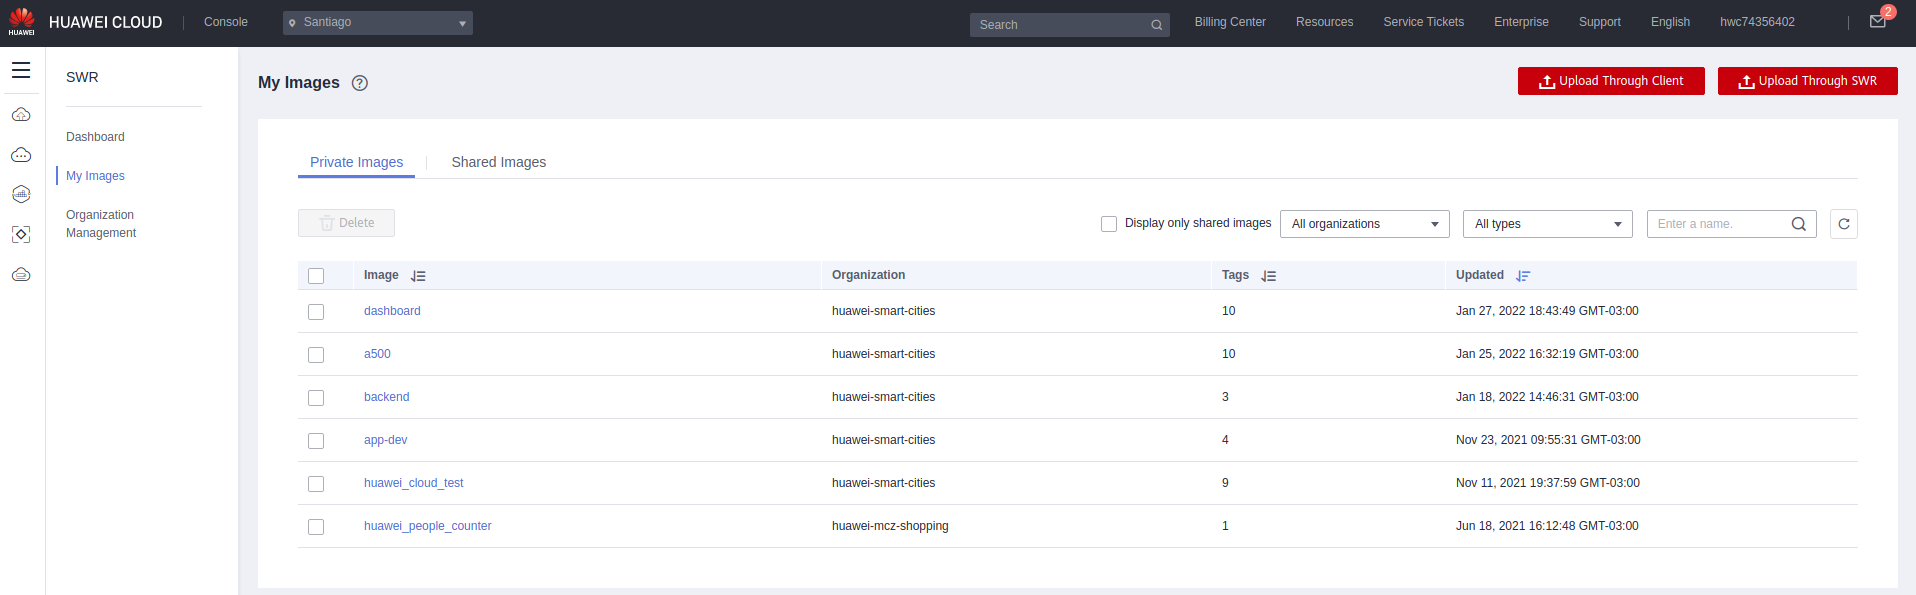 HUAWEI HUAWEI CLOUD Console Santiago Search Billing Center Resources Service Tickets Enterprise Support English hwc74356402 2
SWR
Dashboard
My Images
Organization
Management
My Images ? Upload Through Client Upload Through SWR
Private Images Shared Images
Delete Display only shared images All organizations All types Enter a name.
Image Organization Tags Updated
dashboard huawei-smart-cities 10 Jan 27, 2022 18:43:49 GMT-03:00
a500 huawei-smart-cities 10 Jan 25, 2022 16:32:19 GMT-03:00
backend huawei-smart-cities 3 Jan 18, 2022 14:46:31 GMT-03:00
app-dev huawei-smart-cities 4 Nov 23, 2021 09:55:31 GMT-03:00
huawei_cloud_test huawei-smart-cities 9 Nov 11, 2021 19:37:59 GMT-03:00
huawei_people_counter huawei-mcz-shopping 1 Jun 18, 2021 16:12:48 GMT-03:00